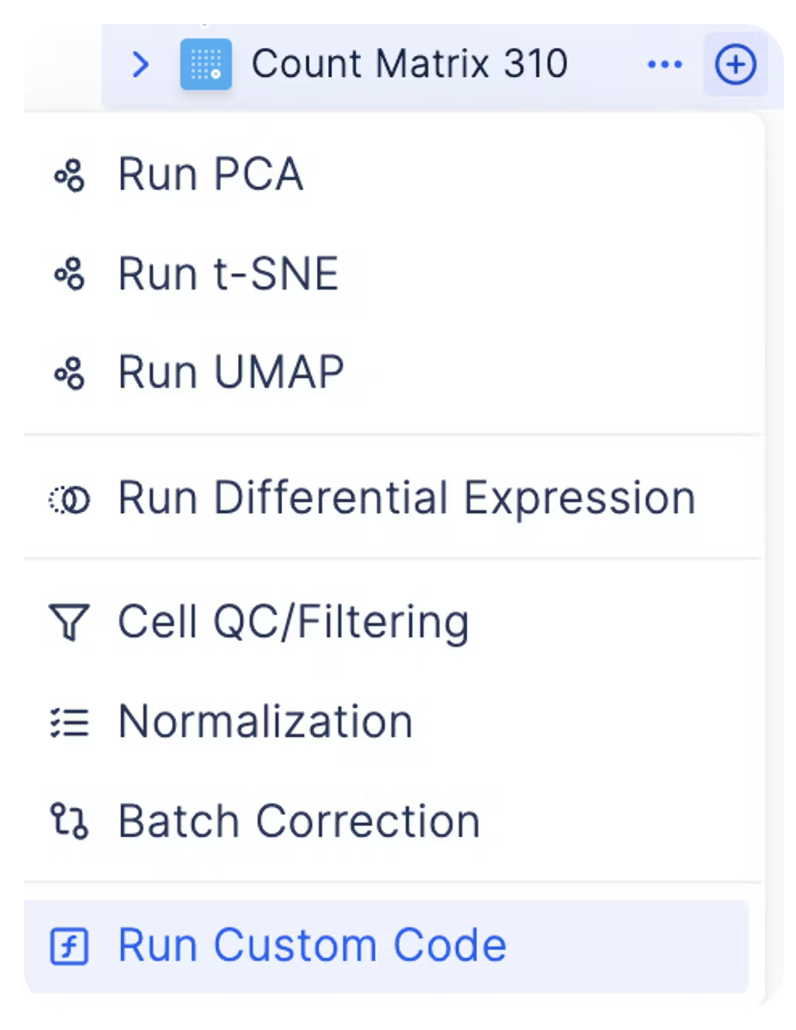 Count Matrix 310
Run PCA
Run t-SNE
Run UMAP
Run Differential Expression
Cell QC/Filtering
Normalization
Batch Correction
Run Custom Code